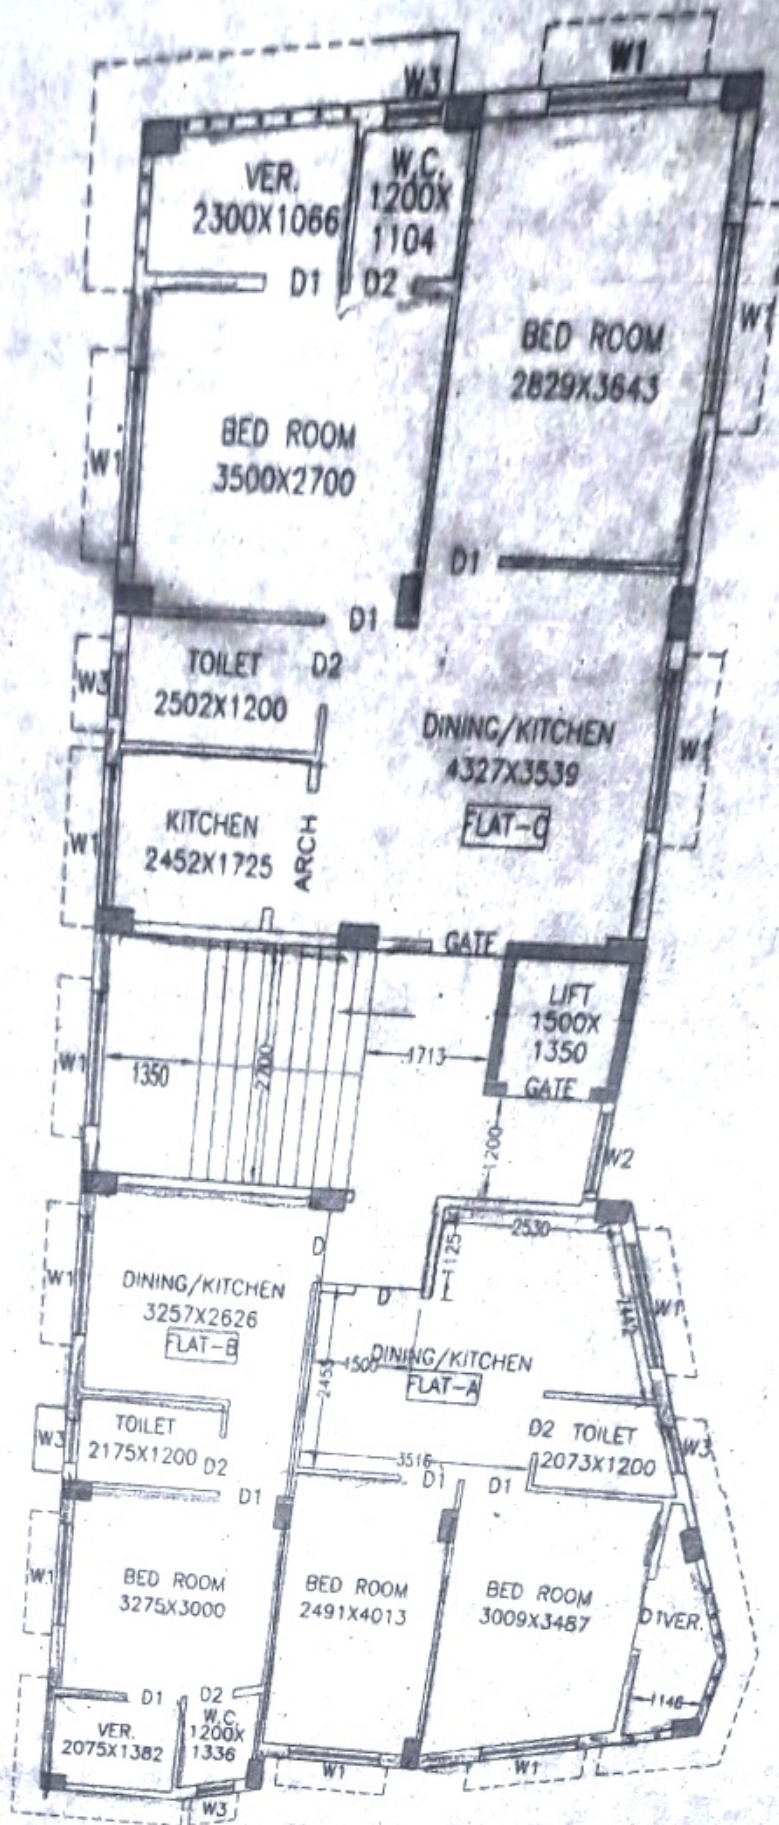 W1
W3
VER.
2300X1066
W.C.
1200X
1104
D1
D2
BED ROOM
2829X3643
W1
BED ROOM
3500X2700
W1
D1
D1
TOILET
2502X1200
D2
W3
DINING/KITCHEN
4327X3539
FLAT-C
W1
KITCHEN
2452X1725
ARCH
W1
GATE
LIFT
1500X
1350
GATE
W1
1350
2200
1713
1200
W2
2530
1125
D
DINING/KITCHEN
3257X2626
FLAT-B
W1
D
W1
1500
2455
DINING/KITCHEN
FLAT-A
TOILET
2175X1200
D2
W3
3516
D2 TOILET
2073X1200
W3
D1
D1
D1
BED ROOM
3275X3000
W1
BED ROOM
2491X4013
BED ROOM
3009X3487
D1VER.
1146
D1
D2
VER.
2075X1382
W.C.
1200X
1336
W3
W1
W1